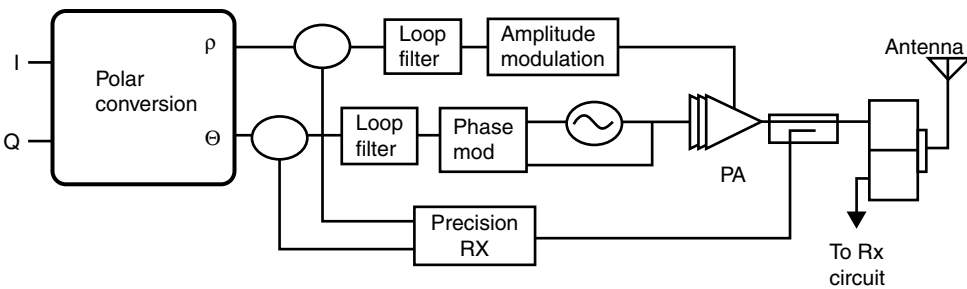 I
Q
Polar
conversion
ρ
Θ
Loop
filter
Amplitude
modulation
Loop
filter
Phase
mod
Precision
RX
PA
Antenna
To Rx
circuit